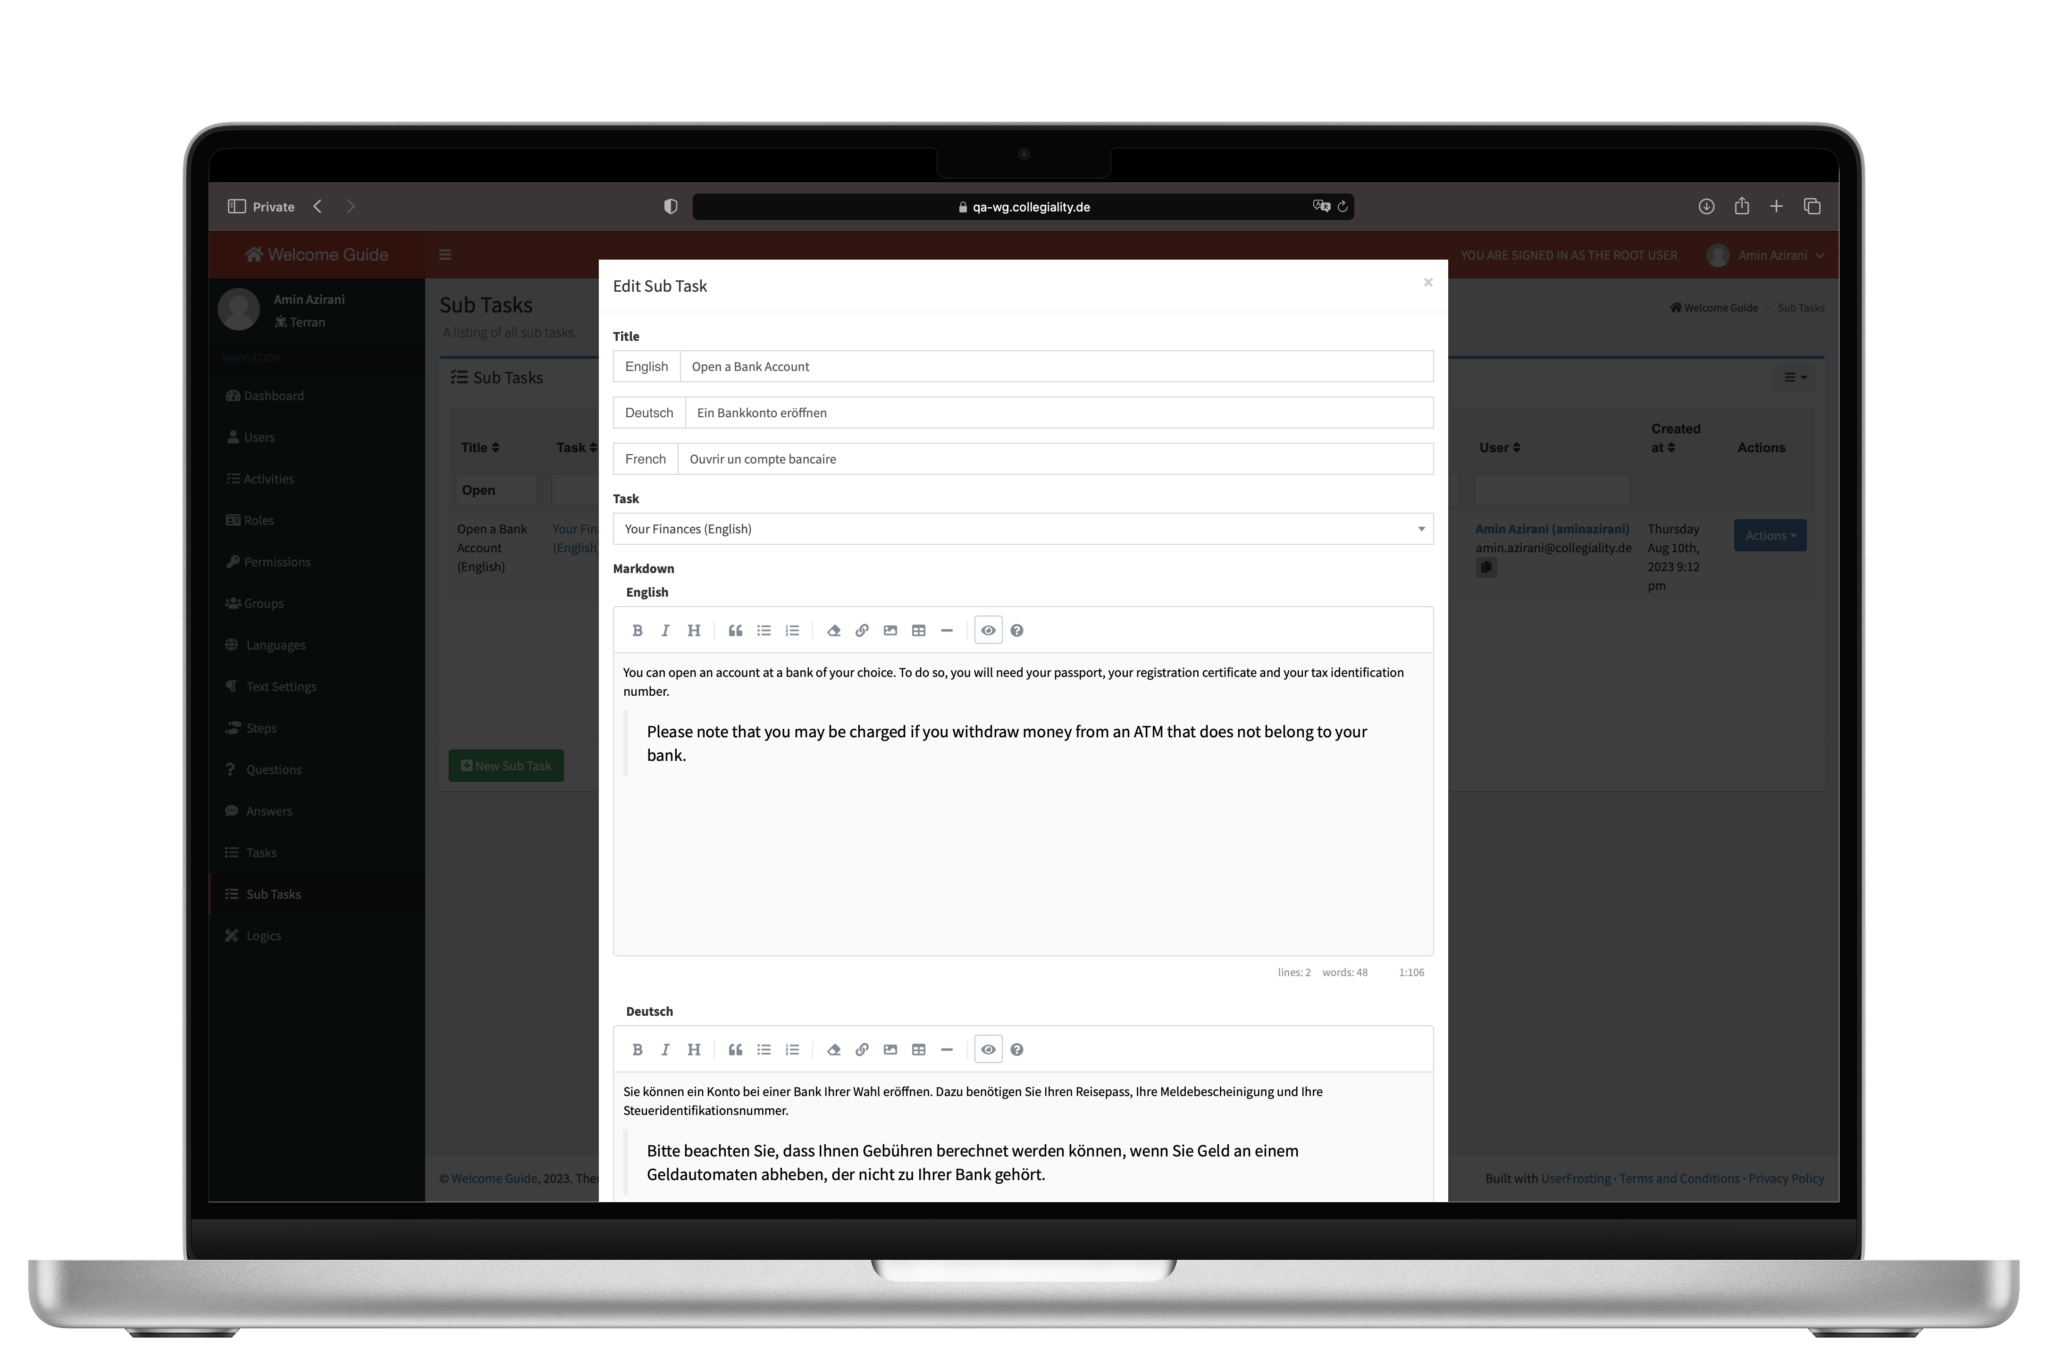 Private
qa-wg.collegiality.de
Welcome Guide
YOU ARE SIGNED IN AS THE ROOT USER
Amin Azirani
Amin Azirani
Terran
NAVIGATION
Dashboard
Users
Activities
Roles
Permissions
Groups
Languages
Text Settings
Steps
Questions
Answers
Tasks
Sub Tasks
Logics
Sub Tasks
A listing of all sub tasks.
Welcome Guide
Sub Tasks
Sub Tasks
Title
Task
User
Created
at
Actions
Open
Open a Bank
Account
(English)
Your Fin
(English
Amin Azirani (aminazirani)
amin.azirani@collegiality.de
Thursday
Aug 10th,
2023 9:12
pm
Actions
New Sub Task
Edit Sub Task
×
Title
English Open a Bank Account
Deutsch Ein Bankkonto eröffnen
French Ouvrir un compte bancaire
Task
Your Finances (English)
Markdown
English
B I H
You can open an account at a bank of your choice. To do so, you will need your passport, your registration certificate and your tax identification
number.
Please note that you may be charged if you withdraw money from an ATM that does not belong to your
bank.
lines: 2 words: 48 1:106
Deutsch
B I H
Sie können ein Konto bei einer Bank Ihrer Wahl eröffnen. Dazu benötigen Sie Ihren Reisepass, Ihre Meldebescheinigung und Ihre
Steueridentifikationsnummer.
Bitte beachten Sie, dass Ihnen Gebühren berechnet werden können, wenn Sie Geld an einem
Geldautomaten abheben, der nicht zu Ihrer Bank gehört.
© Welcome Guide, 2023. The
Built with UserFrosting · Terms and Conditions · Privacy Policy